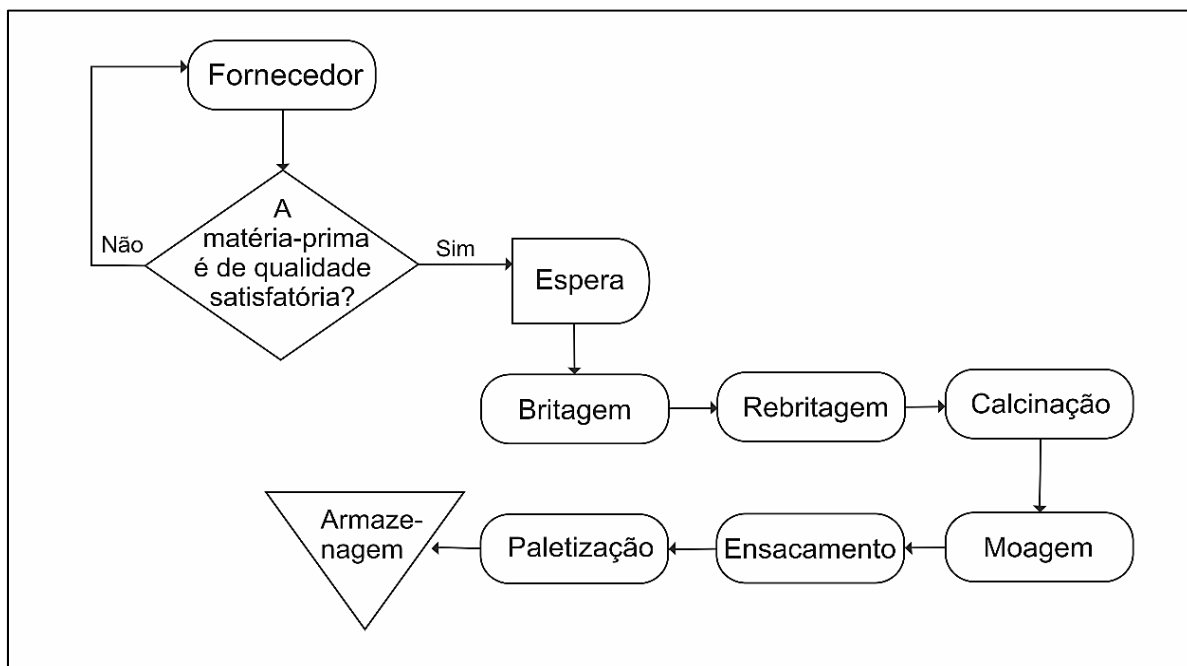 Fornecedor
A
matéria-prima
é de qualidade
satisfatória?
Não
Sim
Espera
Britagem
Rebritagem
Calcinação
Moagem
Ensacamento
Paletização
Armaze-
nagem